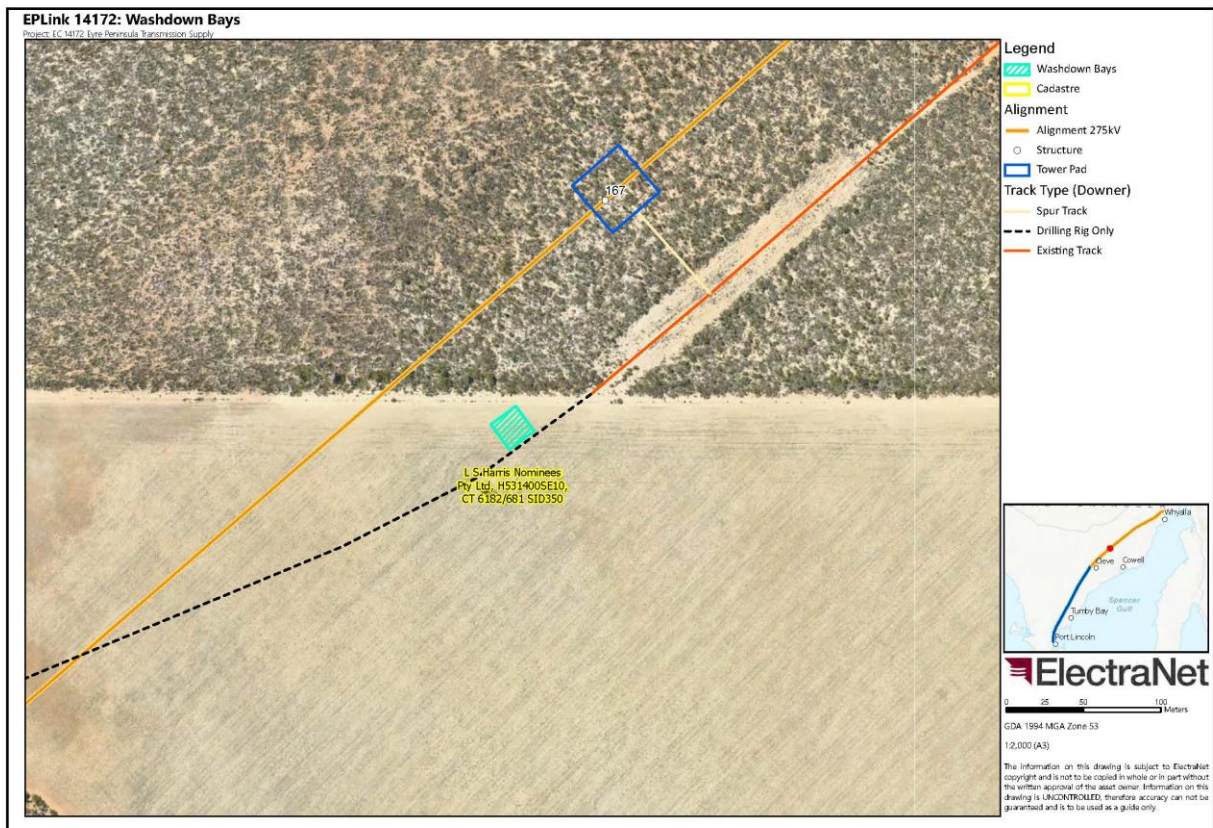 EPLink 14172: Washdown Bays
Project: EC 14172 Eyre Peninsula Transmission Supply
167
L S Harris Nominees
Pty Ltd, H531400SE10,
CT 6182/681 SID350
Legend
Washdown Bays
Cadastre
Alignment
Alignment 275kV
Structure
Tower Pad
Track Type (Downer)
Spur Track
Drilling Rig Only
Existing Track
Whyalla
Cleve
Cowell
Spencer
Gulf
Tumby Bay
Port Lincoln
ElectraNet
0 25 50 100
Meters
GDA 1994 MGA Zone 53
1:2,000 (A3)
The information on this drawing is subject to ElectraNet
copyright and is not to be copied in whole or in part without
the written approval of the asset owner. Information on this
drawing is UNCONTROLLED, therefore accuracy can not be
guaranteed and is to be used as a guide only.